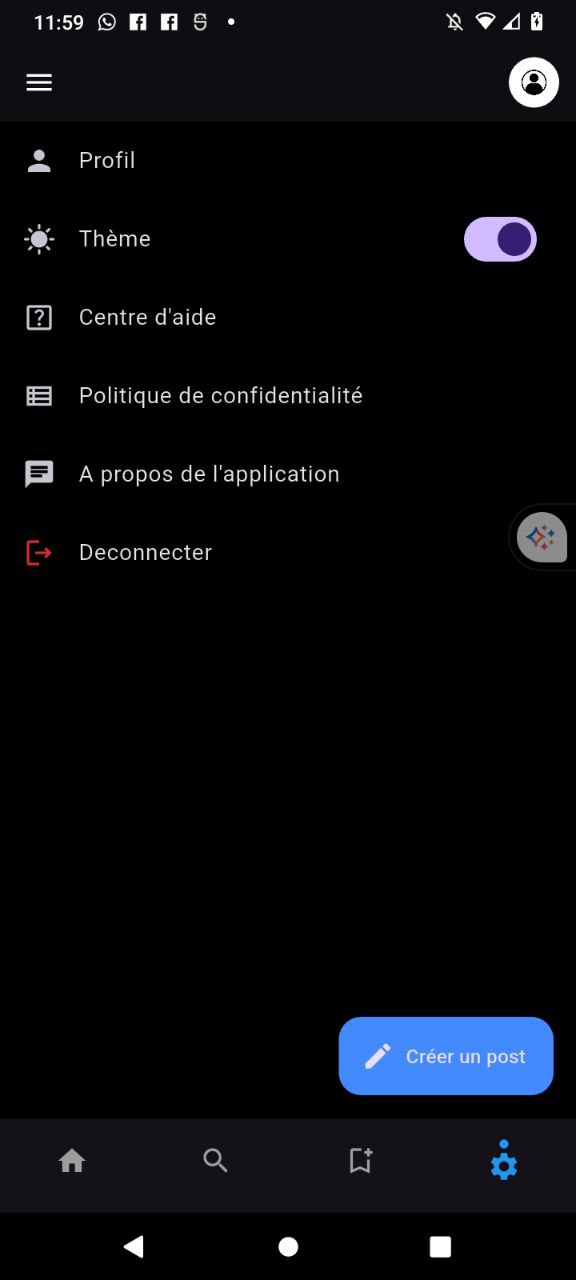 11:59
Profil
Thème
Centre d'aide
Politique de confidentialité
A propos de l'application
Deconnecter
Créer un post